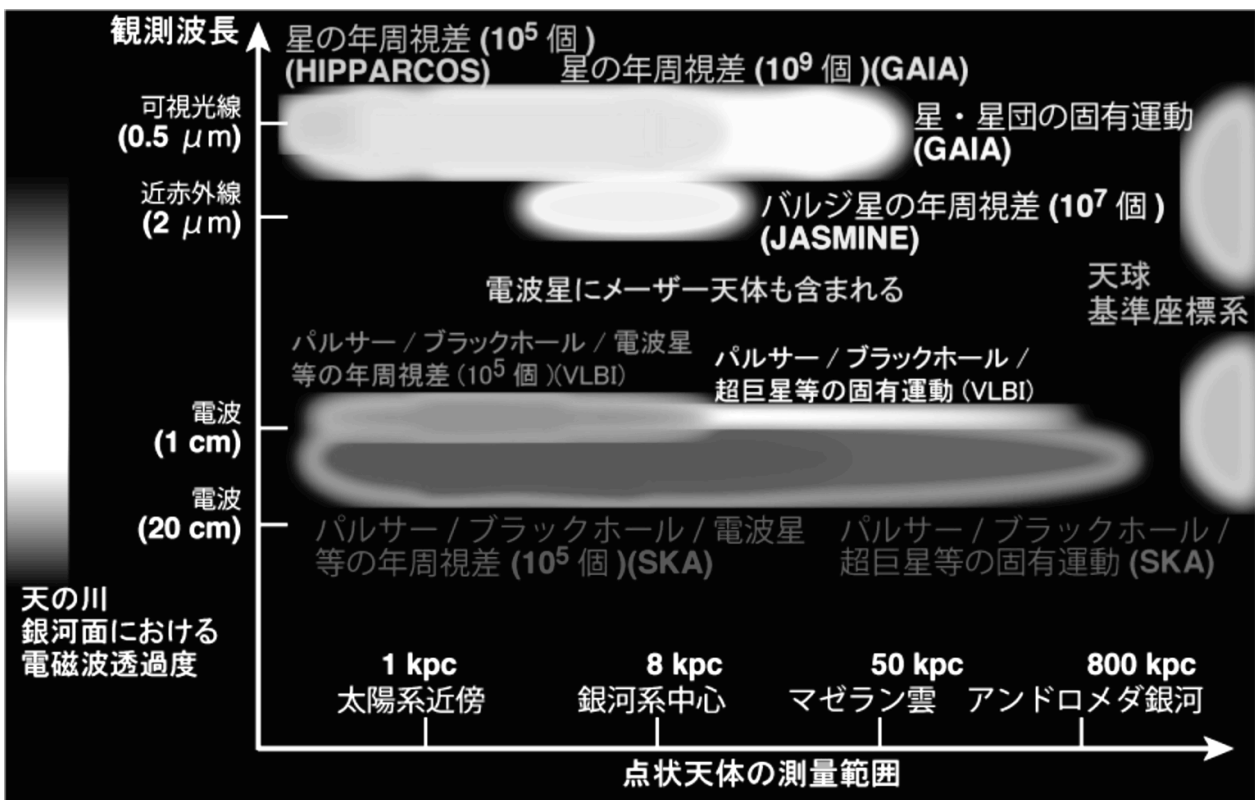 観測波長
星の年周視差 (10⁵ 個 )
(HIPPARCOS)
星の年周視差 (10⁹ 個 )(GAIA)
可視光線
(0.5 μm)
星・星団の固有運動
(GAIA)
近赤外線
(2 μm)
バルジ星の年周視差 (10⁷ 個 )
(JASMINE)
天球
基準座標系
電波星にメーザー天体も含まれる
パルサー / ブラックホール / 電波星
等の年周視差 (10⁵ 個 )(VLBI)
パルサー / ブラックホール /
超巨星等の固有運動 (VLBI)
電波
(1 cm)
電波
(20 cm)
パルサー / ブラックホール / 電波星
等の年周視差 (10⁵ 個 )(SKA)
パルサー / ブラックホール /
超巨星等の固有運動 (SKA)
天の川
銀河面における
電磁波透過度
1 kpc
太陽系近傍
8 kpc
銀河系中心
50 kpc
マゼラン雲
800 kpc
アンドロメダ銀河
点状天体の測量範囲